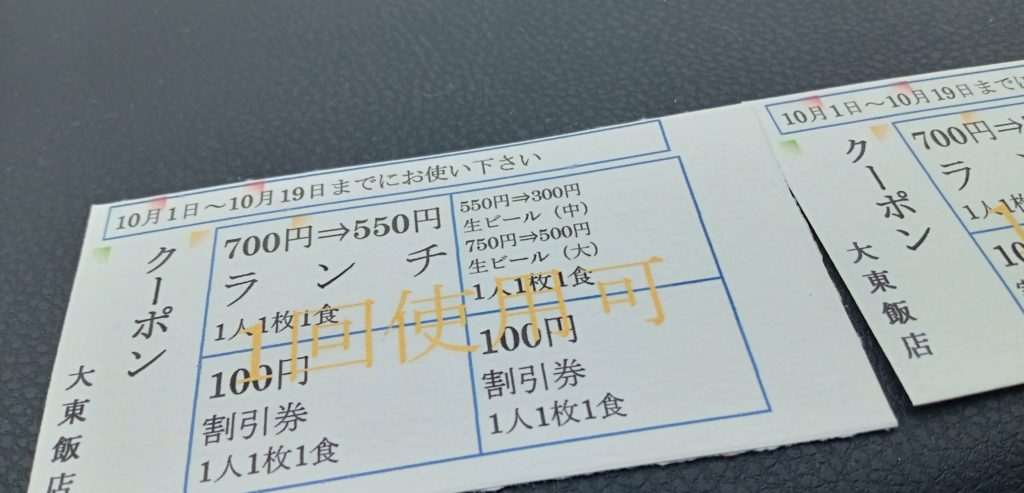 10月1日～10月19日までにお使い下さい
クーポン
大東飯店
700円⇒550円
ランチ
1人1枚1食
550円⇒300円
生ビール（中）
750円⇒500円
生ビール（大）
1人1枚1食
100円
割引券
1人1枚1食
100円
割引券
1人1枚1食
1回使用可
10月1日～10月19日までに
クーポン
大東飯店
700円⇒
ラ
1人1